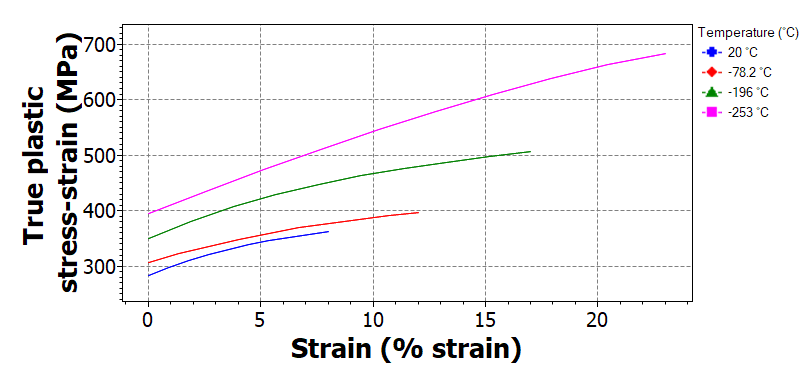 Temperature (°C)
20 °C
-78.2 °C
-196 °C
-253 °C
True plastic
stress-strain (MPa)
700
600
500
400
300
0 5 10 15 20
Strain (% strain)